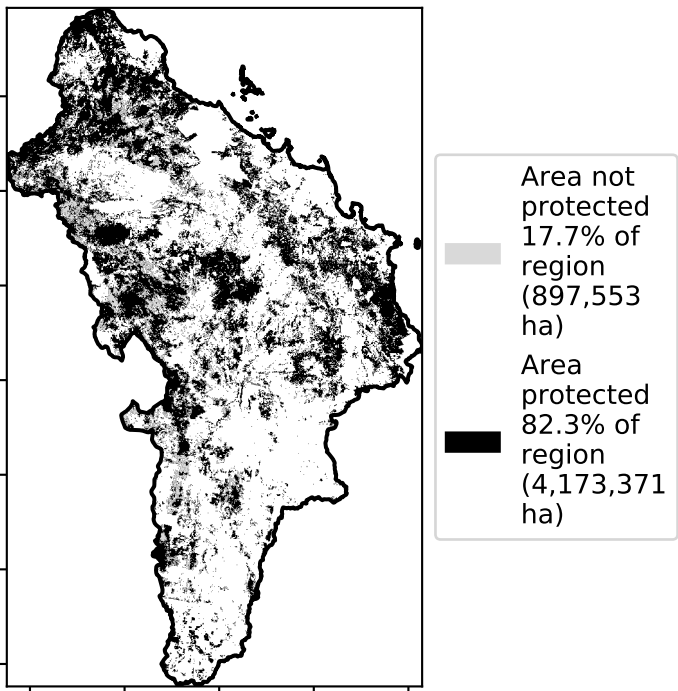 Area not
protected
17.7% of
region
(897,553
ha)
Area
protected
82.3% of
region
(4,173,371
ha)